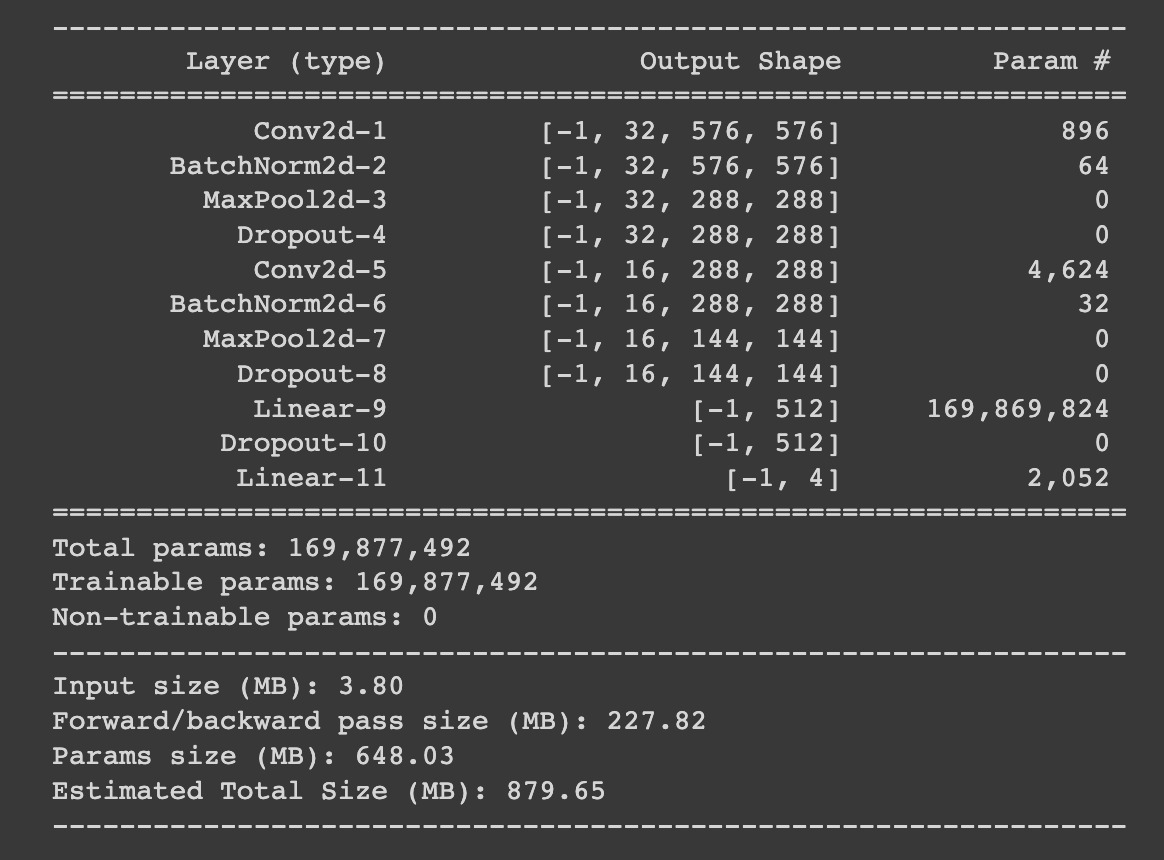 ----------------------------------------------------------------
Layer (type) Output Shape Param #
================================================================
Conv2d-1 [-1, 32, 576, 576] 896
BatchNorm2d-2 [-1, 32, 576, 576] 64
MaxPool2d-3 [-1, 32, 288, 288] 0
Dropout-4 [-1, 32, 288, 288] 0
Conv2d-5 [-1, 16, 288, 288] 4,624
BatchNorm2d-6 [-1, 16, 288, 288] 32
MaxPool2d-7 [-1, 16, 144, 144] 0
Dropout-8 [-1, 16, 144, 144] 0
Linear-9 [-1, 512] 169,869,824
Dropout-10 [-1, 512] 0
Linear-11 [-1, 4] 2,052
================================================================
Total params: 169,877,492
Trainable params: 169,877,492
Non-trainable params: 0
----------------------------------------------------------------
Input size (MB): 3.80
Forward/backward pass size (MB): 227.82
Params size (MB): 648.03
Estimated Total Size (MB): 879.65
----------------------------------------------------------------